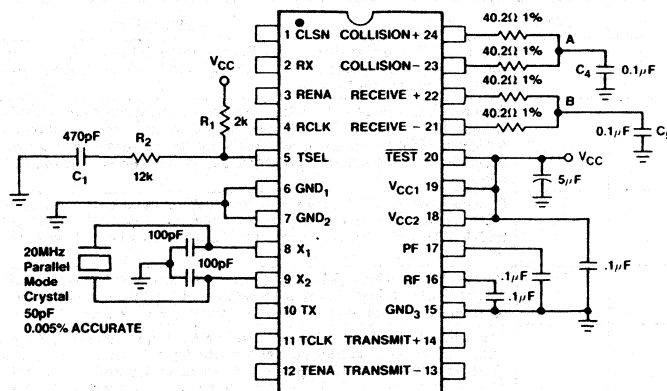 40.2Ω 1%
1 CLSN COLLISION+ 24
A
VCC
40.2Ω 1%
C4 0.1μF
2 RX COLLISION- 23
40.2Ω 1%
3 RENA RECEIVE + 22
R1 2k
B
470pF
R2
40.2Ω 1%
4 RCLK RECEIVE - 21
0.1μF
C1
12k
5 TSEL TEST 20
VCC
5μF
6 GND1 VCC1 19
7 GND2 VCC2 18
100pF
20MHz
Parallel
Mode
Crystal
50pF
0.005% ACCURATE
8 X1 PF 17
100pF
.1μF
.1μF
.1μF
9 X2 RF 16
10 TX GND3 15
11 TCLK TRANSMIT+ 14
12 TENA TRANSMIT- 13